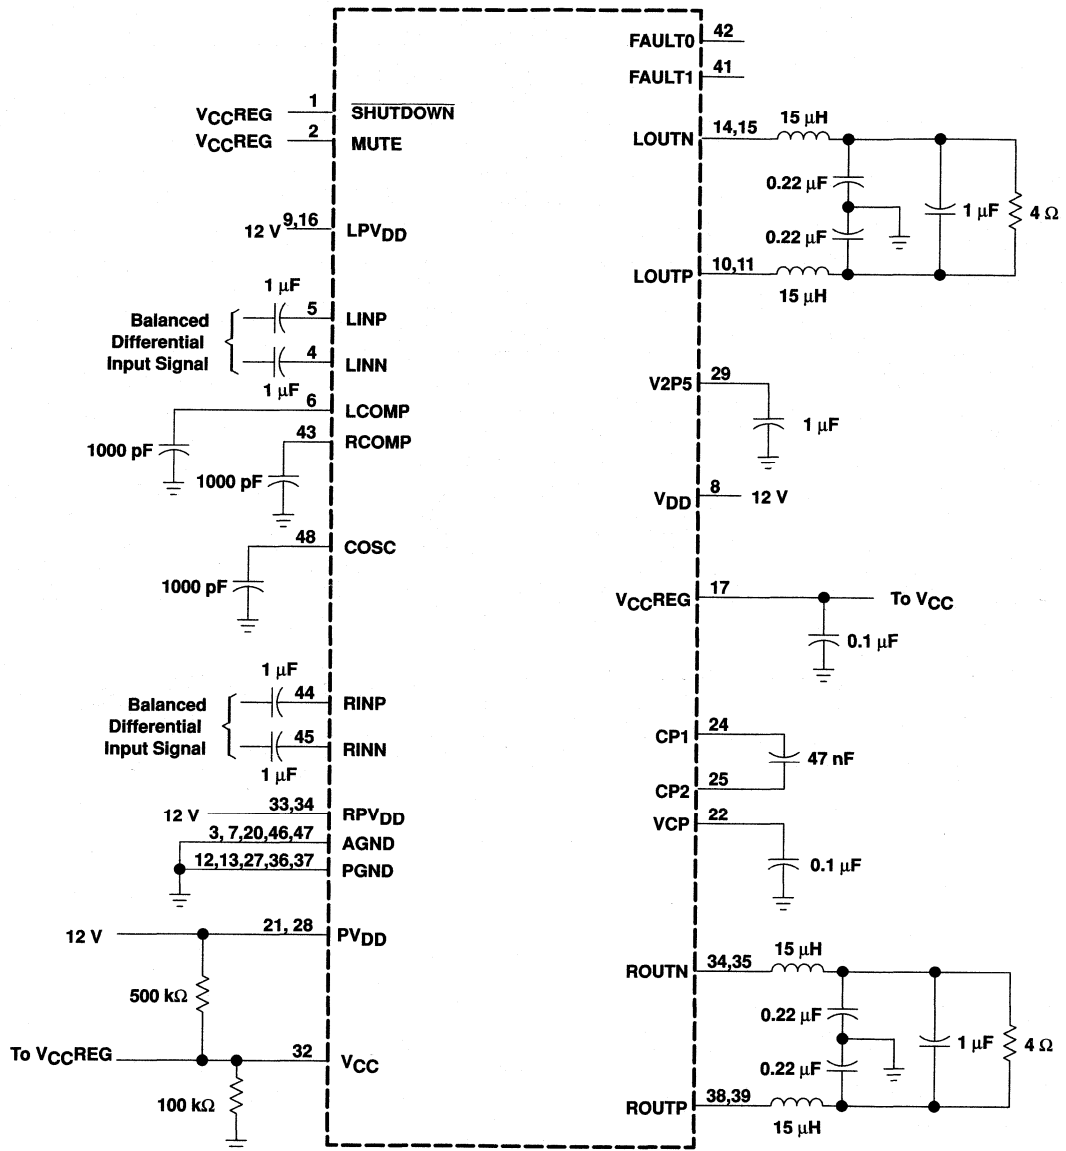 FAULT0 42
FAULT1 41
VCCREG 1 SHUTDOWN
VCCREG 2 MUTE
LOUTN 14,15 15 μH
0.22 μF
0.22 μF
1 μF 4 Ω
LOUTP 10,11 15 μH
12 V 9,16 LPVDD
1 μF
5 LINP
Balanced
Differential
Input Signal
4 LINN
1 μF
6 LCOMP
1000 pF
43 RCOMP
1000 pF
V2P5 29
1 μF
VDD 8 12 V
48 COSC
1000 pF
VCCREG 17 To VCC
0.1 μF
1 μF
44 RINP
Balanced
Differential
Input Signal
45 RINN
1 μF
CP1 24
47 nF
CP2 25
VCP 22
0.1 μF
12 V 33,34 RPVDD
3, 7,20,46,47 AGND
12,13,27,36,37 PGND
12 V 21, 28 PVDD
500 kΩ
To VCCREG 32 VCC
100 kΩ
ROUTN 34,35 15 μH
0.22 μF
0.22 μF
1 μF 4 Ω
ROUTP 38,39 15 μH